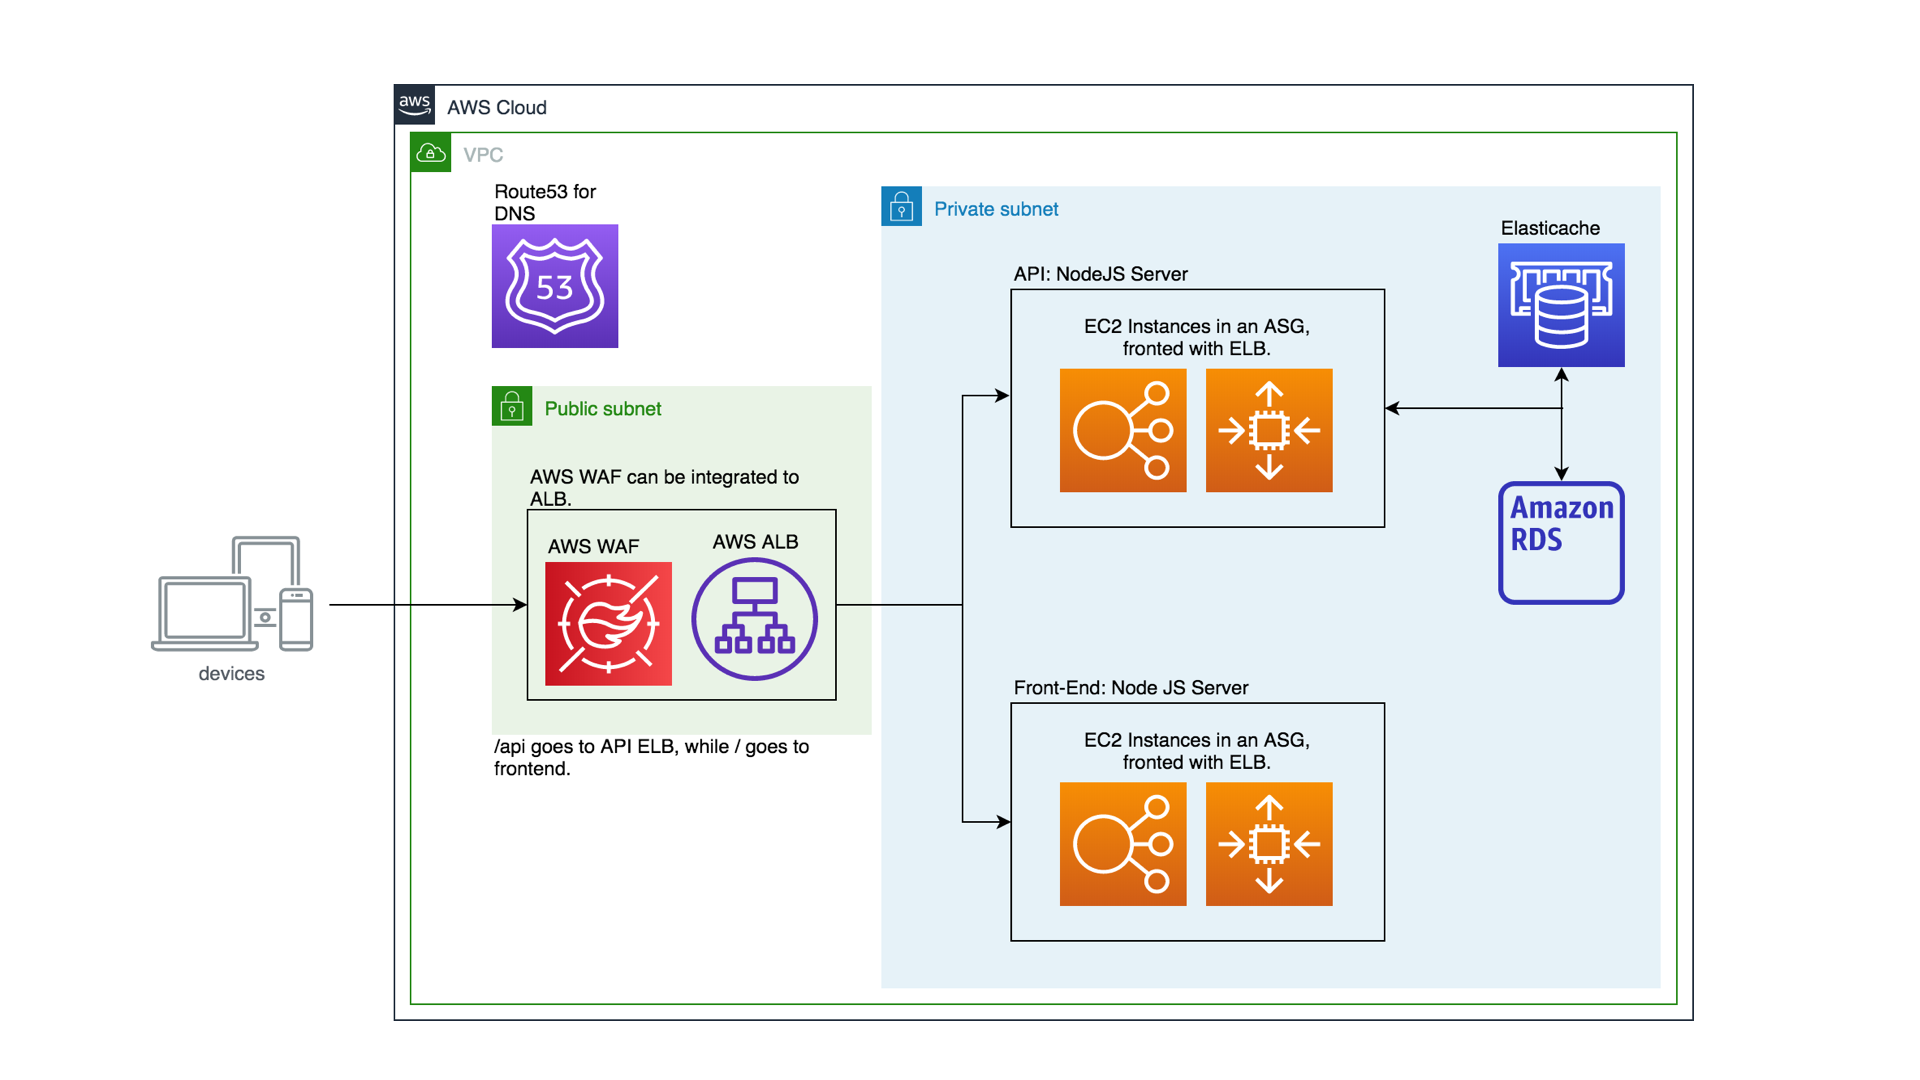 aws
AWS Cloud
VPC
Route53 for
DNS
53
Private subnet
Elasticache
API: NodeJS Server
EC2 Instances in an ASG,
fronted with ELB.
Public subnet
AWS WAF can be integrated to
ALB.
AWS WAF
AWS ALB
Amazon
RDS
devices
Front-End: Node JS Server
EC2 Instances in an ASG,
fronted with ELB.
/api goes to API ELB, while / goes to
frontend.